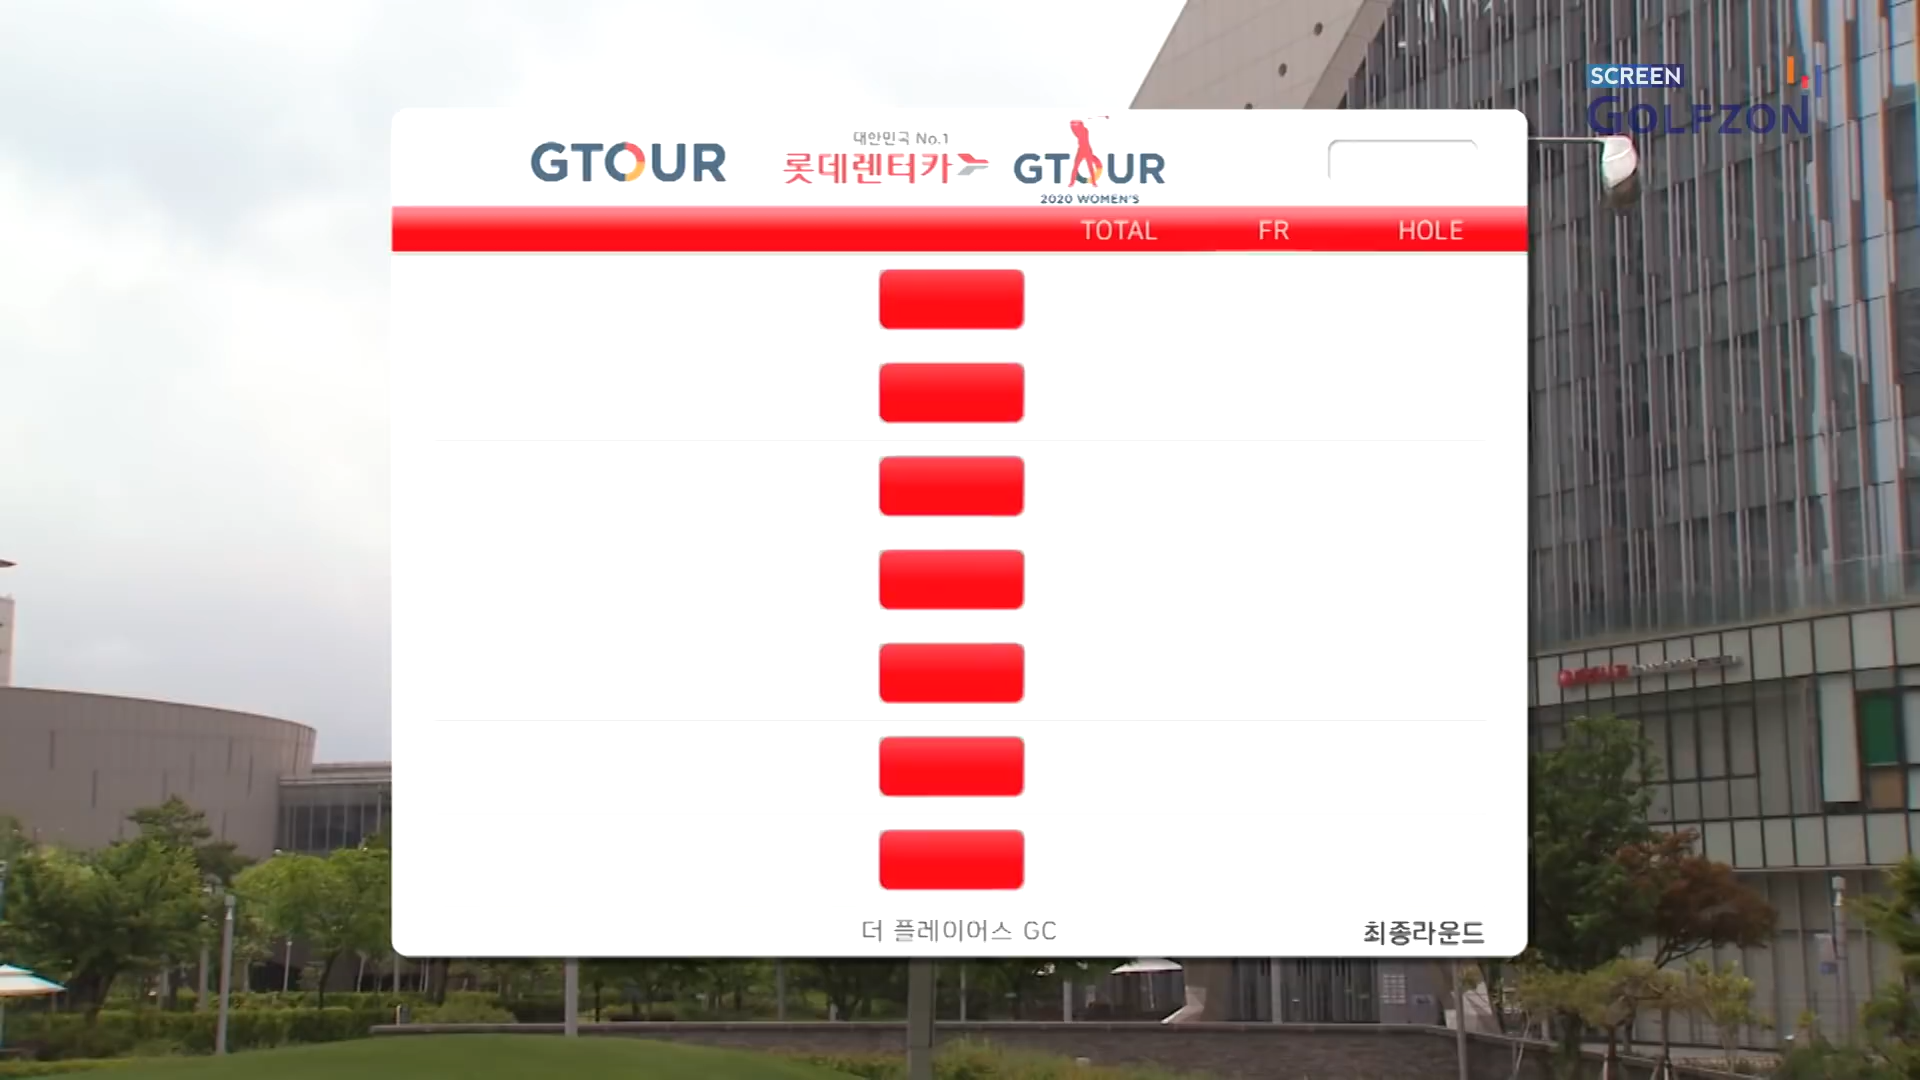 SCREEN
GOLFZON
GTOUR
대한민국 No.1
롯데렌터카
GTOUR
2020 WOMEN'S
TOTAL FR HOLE
더 플레이어스 GC
최종라운드